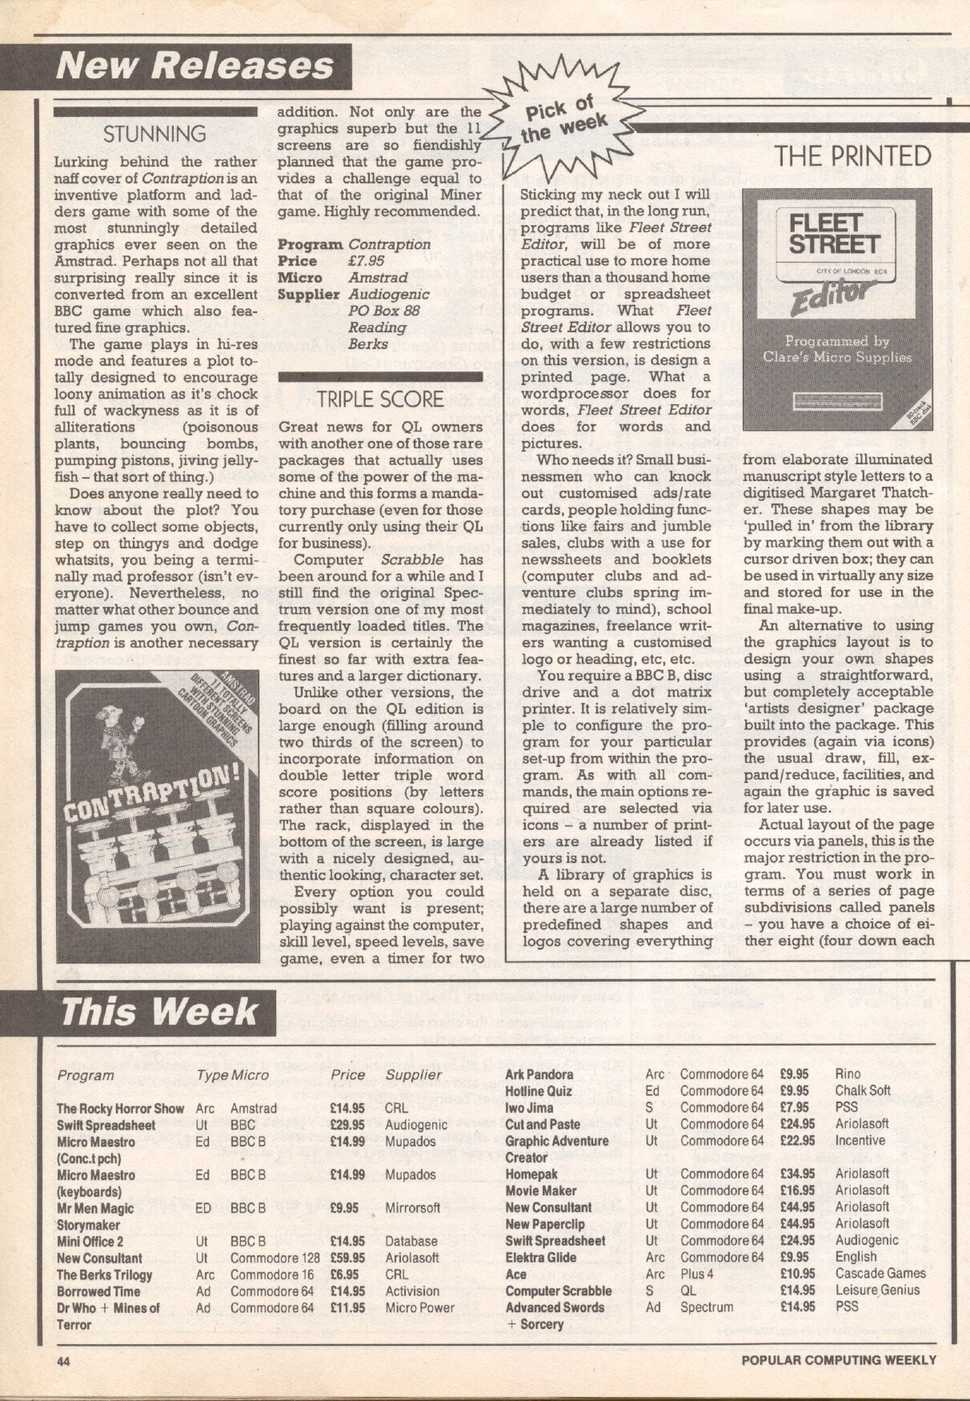 New Releases
STUNNING
Lurking behind the rather
naff cover of Contraption is an
inventive platform and lad-
ders game with some of the
most stunningly detailed
graphics ever seen on the
Amstrad. Perhaps not all that
surprising really since it is
converted from an excellent
BBC game which also fea-
tured fine graphics.
The game plays in hi-res
mode and features a plot to-
tally designed to encourage
loony animation as it's chock
full of wackyness as it is of
alliterations (poisonous
plants, bouncing bombs,
pumping pistons, jiving jelly-
fish – that sort of thing.)
Does anyone really need to
know about the plot? You
have to collect some objects,
step on thingys and dodge
whatsits, you being a termi-
nally mad professor (isn't ev-
eryone). Nevertheless, no
matter what other bounce and
jump games you own, Con-
traption is another necessary
AMSTRAD
11 TOTALLY
DIFFERENT SCREENS
WITH STUNNING
CARTOON GRAPHICS
CONTRAPTION!
addition. Not only are the
graphics superb but the 11
screens are so fiendishly
planned that the game pro-
vides a challenge equal to
that of the original Miner
game. Highly recommended.
Program Contraption
Price £7.95
Micro Amstrad
Supplier Audiogenic
PO Box 88
Reading
Berks
TRIPLE SCORE
Great news for QL owners
with another one of those rare
packages that actually uses
some of the power of the ma-
chine and this forms a manda-
tory purchase (even for those
currently only using their QL
for business).
Computer Scrabble has
been around for a while and I
still find the original Spec-
trum version one of my most
frequently loaded titles. The
QL version is certainly the
finest so far with extra fea-
tures and a larger dictionary.
Unlike other versions, the
board on the QL edition is
large enough (filling around
two thirds of the screen) to
incorporate information on
double letter triple word
score positions (by letters
rather than square colours).
The rack, displayed in the
bottom of the screen, is large
with a nicely designed, au-
thentic looking, character set.
Every option you could
possibly want is present;
playing against the computer,
skill level, speed levels, save
game, even a timer for two
Pick of
the week
THE PRINTED
Sticking my neck out I will
predict that, in the long run,
programs like Fleet Street
Editor, will be of more
practical use to more home
users than a thousand home
budget or spreadsheet
programs. What Fleet
Street Editor allows you to
do, with a few restrictions
on this version, is design a
printed page. What a
wordprocessor does for
words, Fleet Street Editor
does for words and
pictures.
Who needs it? Small busi-
nessmen who can knock
out customised ads/rate
cards, people holding func-
tions like fairs and jumble
sales, clubs with a use for
newssheets and booklets
(computer clubs and ad-
venture clubs spring im-
mediately to mind), school
magazines, freelance writ-
ers wanting a customised
logo or heading, etc, etc.
You require a BBC B, disc
drive and a dot matrix
printer. It is relatively sim-
ple to configure the pro-
gram for your particular
set-up from within the pro-
gram. As with all com-
mands, the main options re-
quired are selected via
icons – a number of print-
ers are already listed if
yours is not.
A library of graphics is
held on a separate disc,
there are a large number of
predefined shapes and
logos covering everything
FLEET
STREET
CITY OF LONDON EC4
Editor
Programmed by
Clare's Micro Supplies
80-track
BBC disk
from elaborate illuminated
manuscript style letters to a
digitised Margaret Thatch-
er. These shapes may be
'pulled in' from the library
by marking them out with a
cursor driven box; they can
be used in virtually any size
and stored for use in the
final make-up.
An alternative to using
the graphics layout is to
design your own shapes
using a straightforward,
but completely acceptable
'artists designer' package
built into the package. This
provides (again via icons)
the usual draw, fill, ex-
pand/reduce, facilities, and
again the graphic is saved
for later use.
Actual layout of the page
occurs via panels, this is the
major restriction in the pro-
gram. You must work in
terms of a series of page
subdivisions called panels
– you have a choice of ei-
ther eight (four down each
This Week
Program Type Micro Price Supplier
The Rocky Horror Show Arc Amstrad £14.95 CRL
Swift Spreadsheet Ut BBC £29.95 Audiogenic
Micro Maestro Ed BBC B £14.99 Mupados
(Conc.t pch)
Micro Maestro Ed BBC B £14.99 Mupados
(keyboards)
Mr Men Magic ED BBC B £9.95 Mirrorsoft
Storymaker
Mini Office 2 Ut BBC B £14.95 Database
New Consultant Ut Commodore 128 £59.95 Ariolasoft
The Berks Trilogy Arc Commodore 16 £6.95 CRL
Borrowed Time Ad Commodore 64 £14.95 Activision
Dr Who + Mines of Ad Commodore 64 £11.95 Micro Power
Terror
Ark Pandora Arc Commodore 64 £9.95 Rino
Hotline Quiz Ed Commodore 64 £9.95 Chalk Soft
Iwo Jima S Commodore 64 £7.95 PSS
Cut and Paste Ut Commodore 64 £24.95 Ariolasoft
Graphic Adventure Ut Commodore 64 £22.95 Incentive
Creator
Homepak Ut Commodore 64 £34.95 Ariolasoft
Movie Maker Ut Commodore 64 £16.95 Ariolasoft
New Consultant Ut Commodore 64 £44.95 Ariolasoft
New Paperclip Ut Commodore 64 £44.95 Ariolasoft
Swift Spreadsheet Ut Commodore 64 £24.95 Audiogenic
Elektra Glide Arc Commodore 64 £9.95 English
Ace Arc Plus 4 £10.95 Cascade Games
Computer Scrabble S QL £14.95 Leisure Genius
Advanced Swords Ad Spectrum £14.95 PSS
+ Sorcery
44
POPULAR COMPUTING WEEKLY